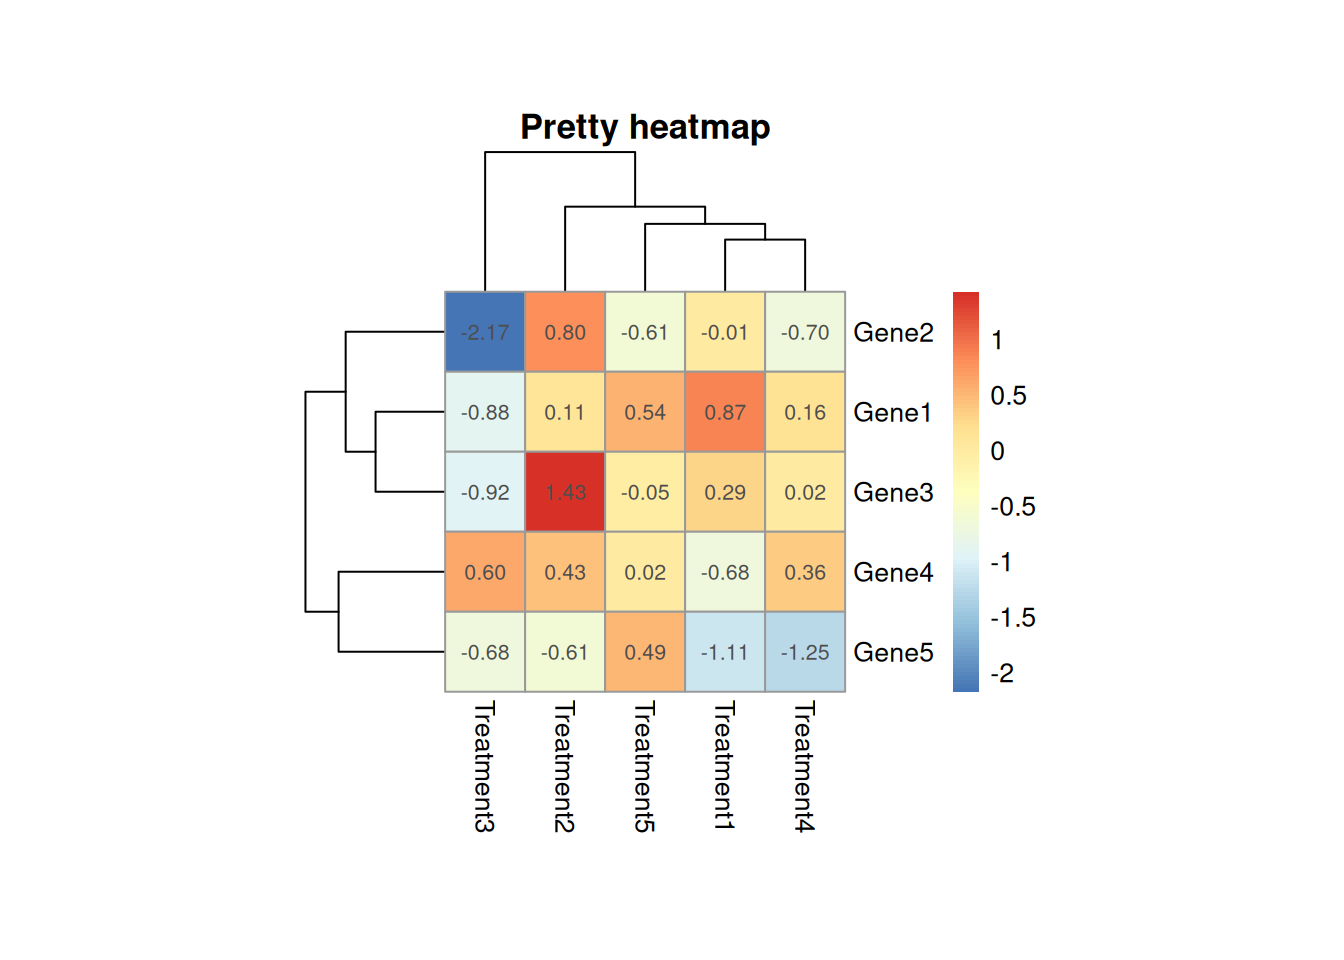 Pretty heatmap
-2.17 0.80 -0.61 -0.01 -0.70 Gene2
-0.88 0.11 0.54 0.87 0.16 Gene1
-0.92 1.43 -0.05 0.29 0.02 Gene3
0.60 0.43 0.02 -0.68 0.36 Gene4
-0.68 -0.61 0.49 -1.11 -1.25 Gene5
Treatment3
Treatment2
Treatment5
Treatment1
Treatment4
1
0.5
0
-0.5
-1
-1.5
-2